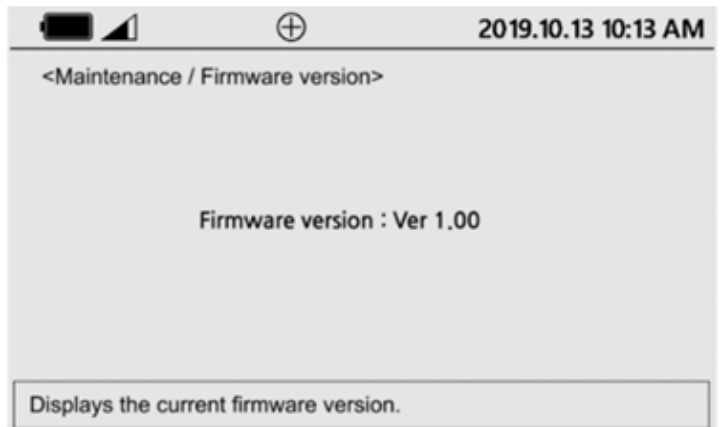 2019.10.13 10:13 AM
<Maintenance / Firmware version>
Firmware version : Ver 1.00
Displays the current firmware version.